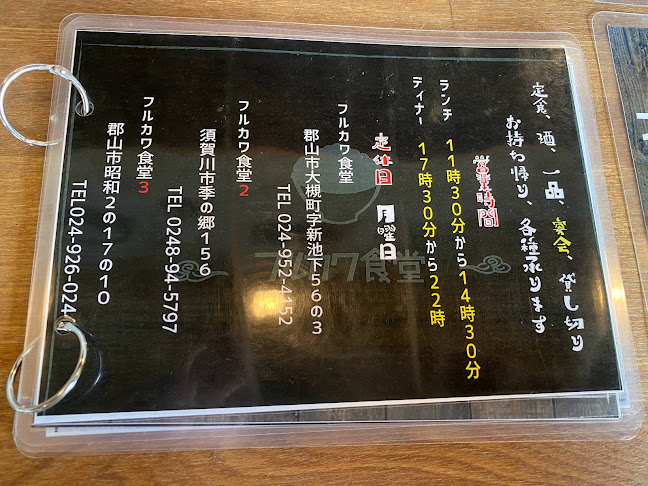 定食、酒、一品、宴会、貸し切り
お持ち帰り、各種承ります
営業時間
ランチ　11時30分から14時30分
ディナー　17時30分から22時
定休日　月曜日
フルカワ食堂
郡山市大槻町字新池下56の3
TEL 024-952-4152
フルカワ食堂2
須賀川市季の郷156
TEL 0248-94-5797
フルカワ食堂3
郡山市昭和2の17の10
TEL024-926-024
フルカワ食堂